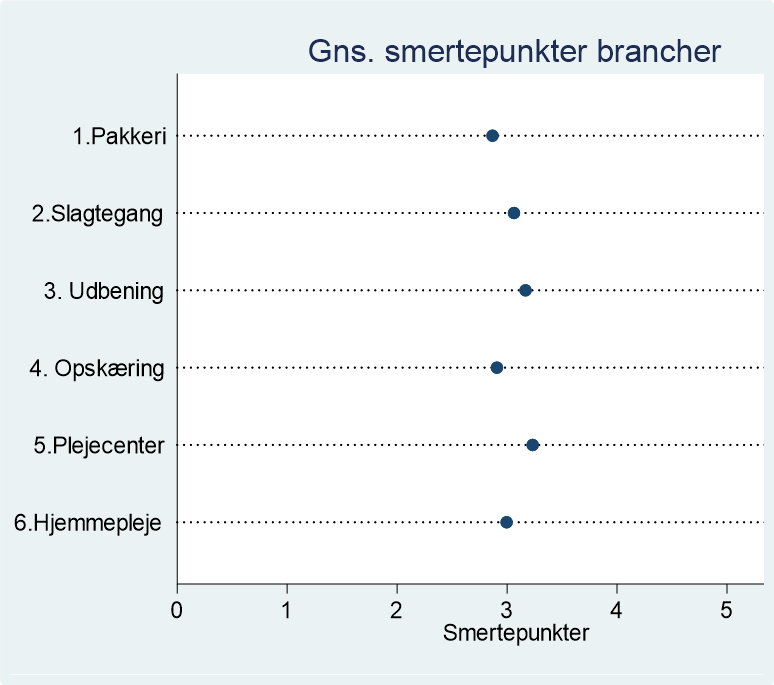 Gns. smertepunkter brancher
1.Pakkeri
2.Slagtegang
3. Udbening
4. Opskæring
5.Plejecenter
6.Hjemmepleje
0 1 2 3 4 5
Smertepunkter